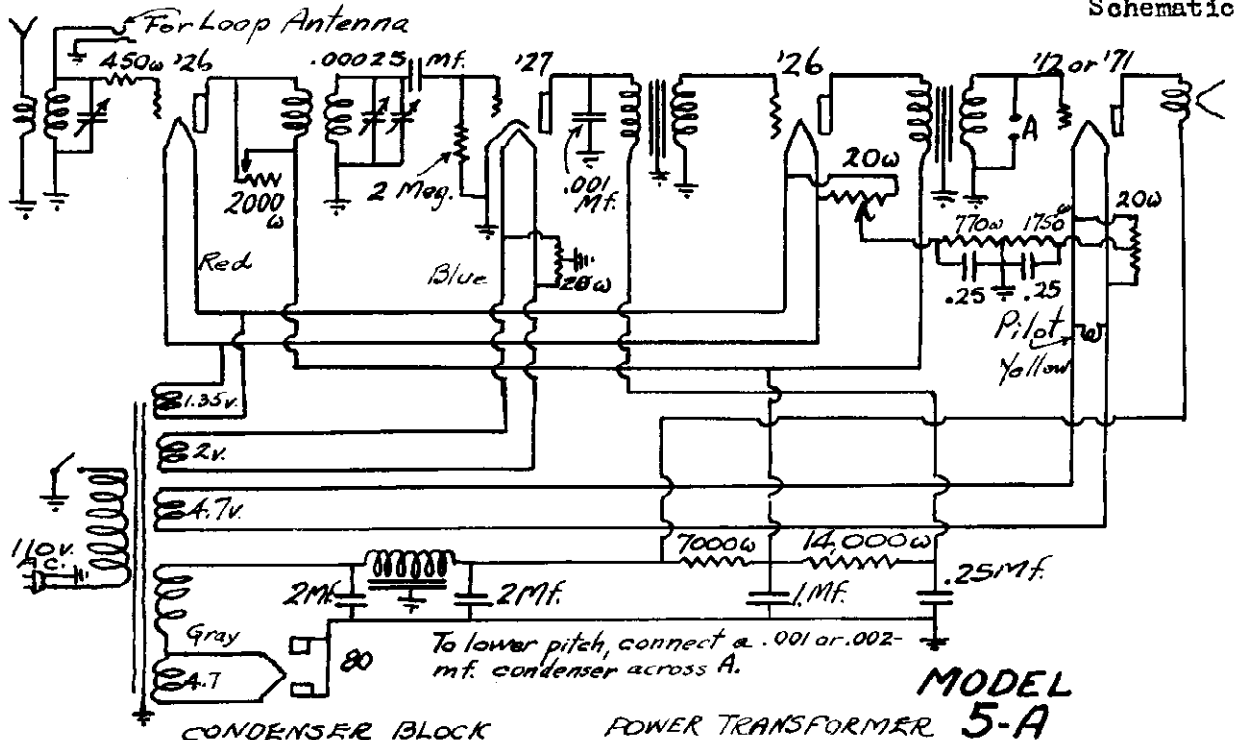 Schematic
For Loop Antenna
450ω
'26
.00025 Mf.
'27
'26
'12 or '71
A
2000 ω
2 Meg.
.001 Mf.
20ω
770ω
1750 ω
20ω
Red
Blue
20ω
.25
.25
Pilot
Yellow
1.35v.
2v.
4.7v.
110v. A.C.
7000ω
14,000ω
2Mf.
2Mf.
1.Mf.
.25Mf.
Gray
4.7
80
To lower pitch, connect a .001 or .002-
mf. condenser across A.
MODEL
5-A
CONDENSER BLOCK
POWER TRANSFORMER